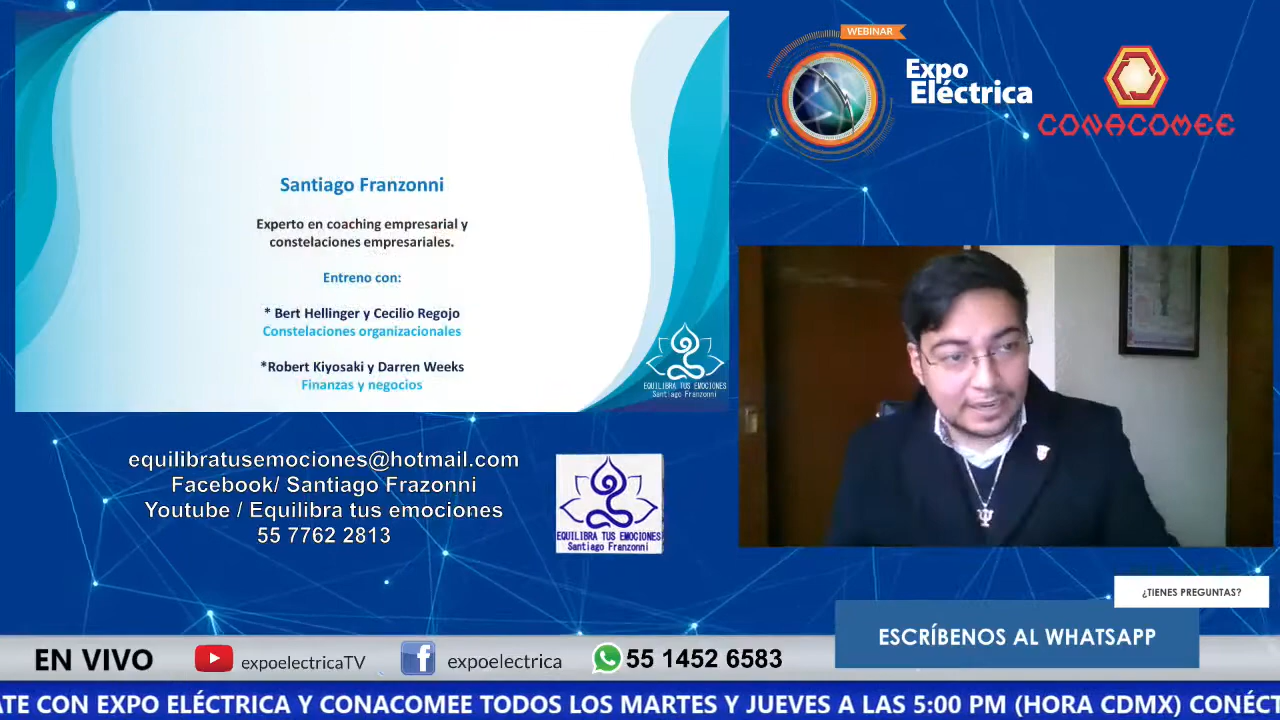 Santiago Franzonni
Experto en coaching empresarial y
constelaciones empresariales.
Entreno con:
* Bert Hellinger y Cecilio Regojo
Constelaciones organizacionales
*Robert Kiyosaki y Darren Weeks
Finanzas y negocios
EQUILIBRA TUS EMOCIONES
Santiago Franzonni
WEBINAR
Expo
Eléctrica
CONACOMEE
equilibratusemociones@hotmail.com
Facebook/ Santiago Frazonni
Youtube / Equilibra tus emociones
55 7762 2813
EQUILIBRA TUS EMOCIONES
Santiago Franzonni
¿TIENES PREGUNTAS?
ESCRÍBENOS AL WHATSAPP
EN VIVO
expoelectricaTV
expoelectrica
55 1452 6583
ATE CON EXPO ELÉCTRICA Y CONACOMEE TODOS LOS MARTES Y JUEVES A LAS 5:00 PM (HORA CDMX) CONÉCT